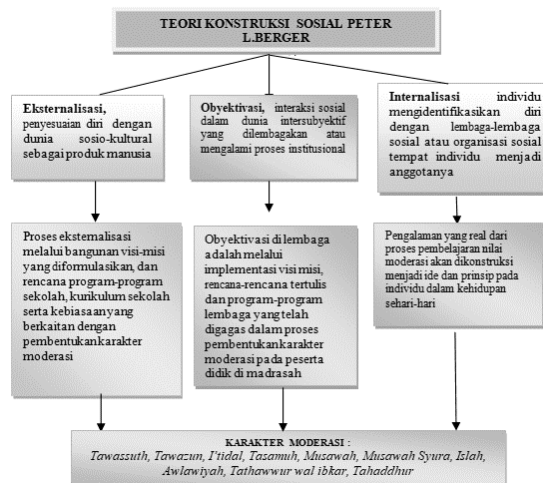 TEORI KONSTRUKSI SOSIAL PETER
L.BERGER
Eksternalisasi,
penyesuaian diri dengan
dunia sosio-kultural
sebagai produk manusia
Obyektivasi, interaksi sosial
dalam dunia intersubyektif
yang dilembagakan atau
mengalami proses institusional
Internalisasi individu
mengidentifikasikan diri
dengan lembaga-lembaga
sosial atau organisasi sosial
tempat individu menjadi
anggotanya
Proses eksternalisasi
melalui bangunan visi-misi
yang diformulasikan, dan
rencana program-program
sekolah, kurikulum sekolah
serta kebiasaan yang
berkaitan dengan
pembentukan karakter
moderasi
Obyektivasi di lembaga
adalah melalui
implementasi visi misi,
rencana-rencana tertulis
dan program-program
lembaga yang telah
digagas dalam proses
pembentukan karakter
moderasi pada peserta
didik di madrasah
Pengalaman yang real dari
proses pembelajaran nilai
moderasi akan dikonstruksi
menjadi ide dan prinsip pada
individu dalam kehidupan
sehari-hari
KARAKTER MODERASI :
Tawassuth, Tawazun, I'tidal, Tasamuh, Musawah, Musawah Syura, Islah,
Awlawiyah, Tathawwur wal ibkar, Tahaddhur